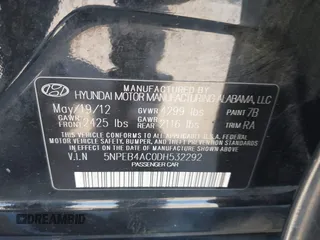 MANUFACTURED BY
HYUNDAI MOTOR MANUFACTURING ALABAMA, LLC
May/19/12 GVWR 4299 lbs PAINT 7B
GAWR FRONT 2425 lbs GAWR REAR 2116 lbs TRIM RA
THIS VEHICLE CONFORMS TO ALL APPLICABLE U.S.A. FEDERAL
MOTOR VEHICLE SAFETY, BUMPER, AND THEFT
PREVENTION STANDARDS IN EFFECT ON THE DATE OF
MANUFACTURE SHOWN ABOVE.
V.I.N 5NPEB4AC0DH532292
PASSENGER CAR
DREAMBID